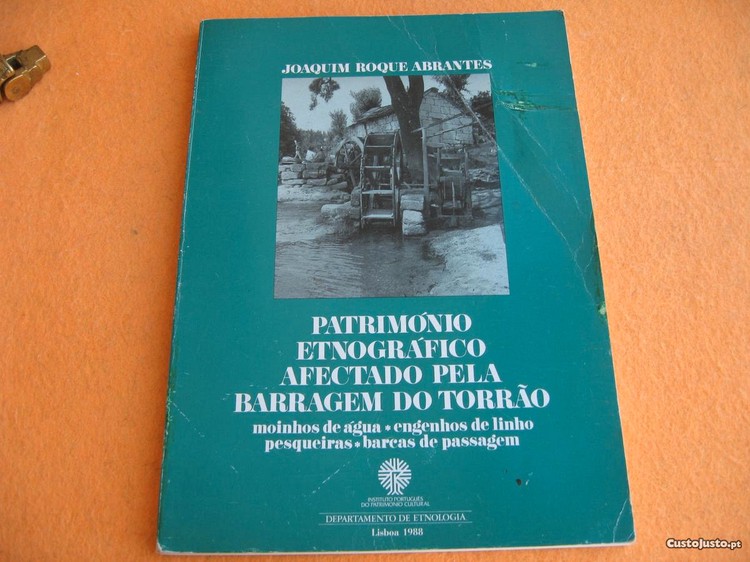 JOAQUIM ROQUE ABRANTES
PATRIMÓNIO
ETNOGRÁFICO
AFECTADO PELA
BARRAGEM DO TORRÃO
moinhos de água * engenhos de linho
pesqueiras * barcas de passagem
INSTITUTO PORTUGUÊS
DO PATRIMÓNIO CULTURAL
DEPARTAMENTO DE ETNOLOGIA
Lisboa 1988
CustoJusto.pt